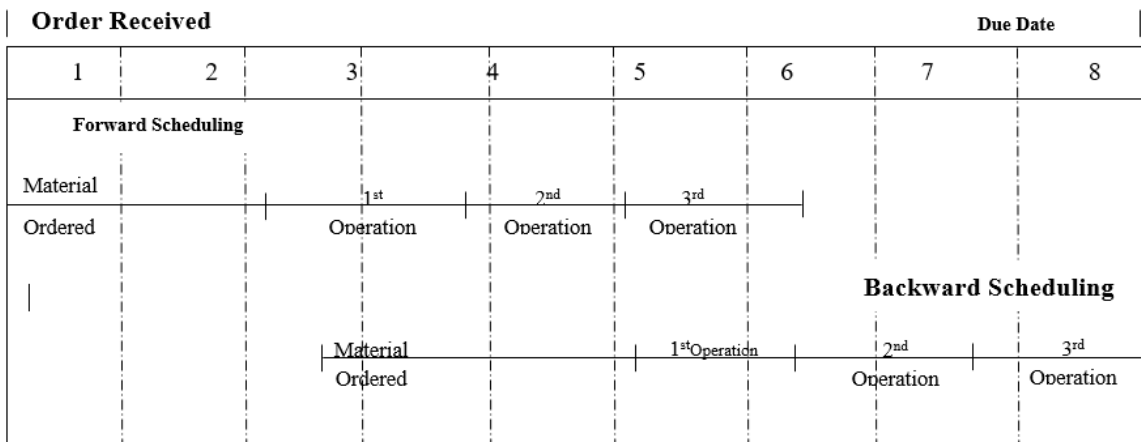 Order Received Due Date
1 2 3 4 5 6 7 8
Forward Scheduling
Material 1st 2nd 3rd
Ordered Operation Operation Operation
Backward Scheduling
Material 1stOperation 2nd 3rd
Ordered Operation Operation